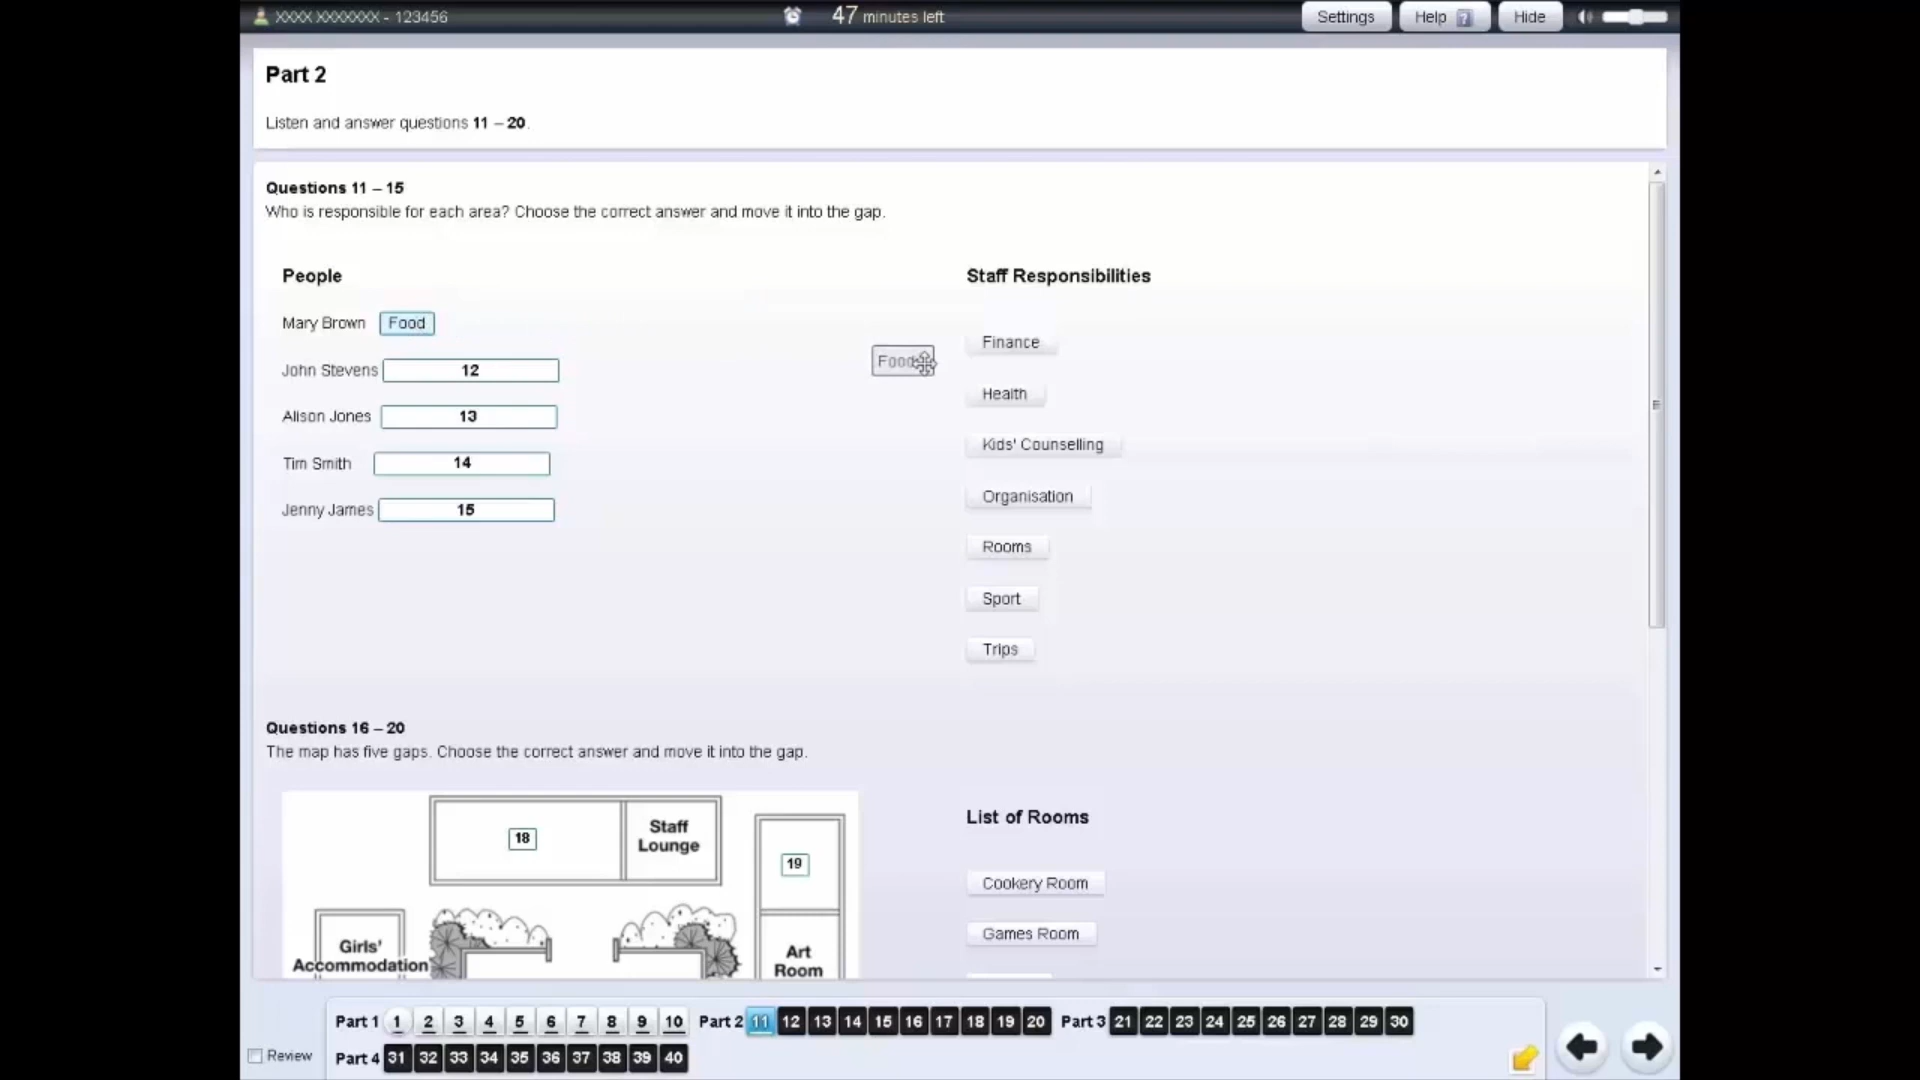 XXXX XXXXXXX - 123456
47 minutes left
Settings
Help ?
Hide
Part 2
Listen and answer questions 11 – 20.
Questions 11 – 15
Who is responsible for each area? Choose the correct answer and move it into the gap.
People
Staff Responsibilities
Mary Brown Food
John Stevens 12
Alison Jones 13
Tim Smith 14
Jenny James 15
Food
Finance
Health
Kids' Counselling
Organisation
Rooms
Sport
Trips
Questions 16 – 20
The map has five gaps. Choose the correct answer and move it into the gap.
18
Staff
Lounge
19
Girls'
Accommodation
Art
Room
List of Rooms
Cookery Room
Games Room
Part 1 1 2 3 4 5 6 7 8 9 10 Part 2 11 12 13 14 15 16 17 18 19 20 Part 3 21 22 23 24 25 26 27 28 29 30
Review
Part 4 31 32 33 34 35 36 37 38 39 40